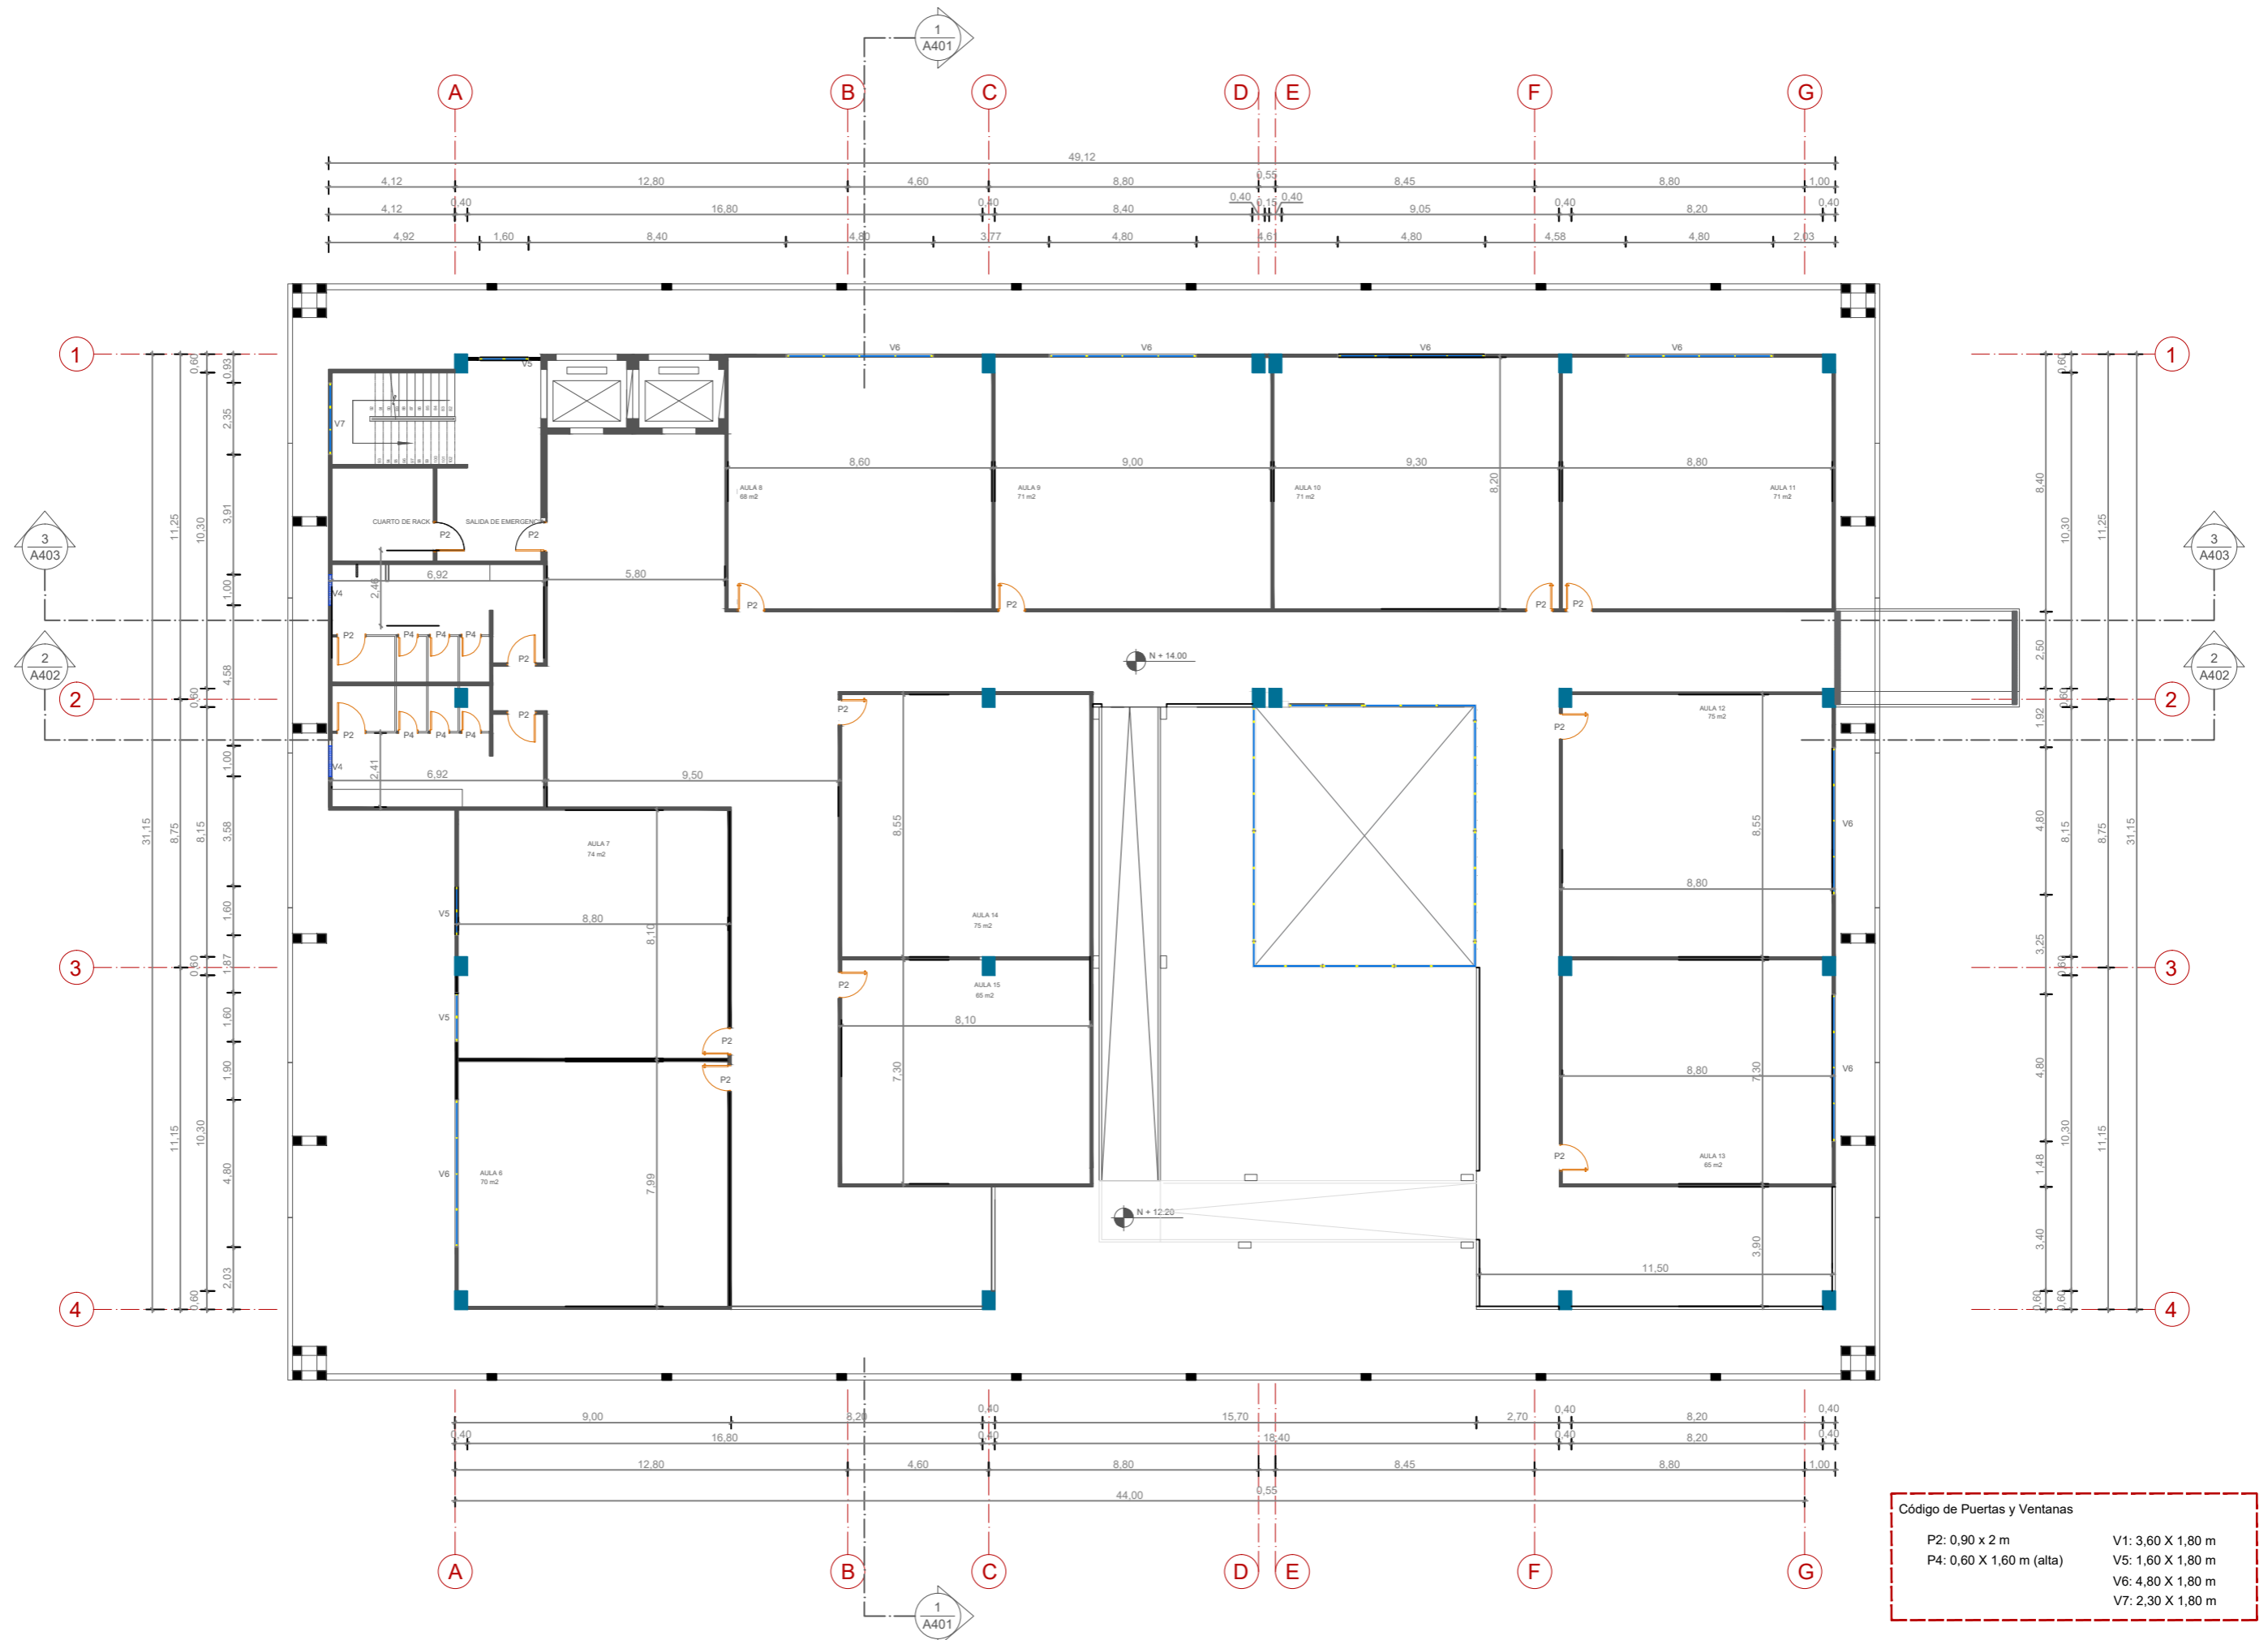 1
A401
A
B
C
D
E
F
G
49,12
4,12
12,80
4,60
8,80
0,55
8,45
8,80
1,00
4,12
0,40
16,80
0,40
8,40
0,40
0,15
0,40
9,05
0,40
8,20
0,40
4,92
1,60
8,40
4,80
3,77
4,80
4,61
4,80
4,58
4,80
2,03
1
1
V5
V6
V6
V6
V6
V7
8,60
9,00
9,30
8,80
8,20
AULA 8
68 m2
AULA 9
71 m2
AULA 10
71 m2
AULA 11
71 m2
CUARTO DE RACK
SALIDA DE EMERGENCIA
P2
P2
3
A403
3
A403
6,92
5,80
2,46
V4
P2
P2
P2
P2
P2
P4
P4
P4
P2
N + 14.00
2
A402
2
A402
2
2
P2
P4
P4
P4
P2
V4
2,41
6,92
9,50
P2
8,55
AULA 12
75 m2
P2
8,55
V6
8,80
AULA 7
74 m2
V5
8,80
8,10
AULA 14
75 m2
3
3
P2
AULA 15
65 m2
V5
8,10
P2
P2
7,30
8,80
7,30
V6
P2
AULA 13
65 m2
V6
AULA 6
70 m2
7,99
N + 12.20
3,90
11,50
4
4
31,15
11,25
8,75
11,15
0,60
10,30
0,60
8,15
0,60
10,30
0,60
0,93
2,35
3,91
1,00
4,58
1,00
3,58
1,60
1,87
1,60
1,90
4,80
2,03
8,40
2,50
1,92
4,80
3,25
4,80
1,48
3,40
0,60
0,60
10,30
0,60
8,15
0,60
10,30
0,60
11,25
8,75
11,15
31,15
9,00
8,20
0,40
15,70
2,70
0,40
8,20
0,40
0,40
16,80
0,40
18,40
0,40
8,20
0,40
12,80
4,60
8,80
8,45
8,80
1,00
44,00
0,55
A
B
C
D
E
F
G
1
A401
Código de Puertas y Ventanas
P2: 0,90 x 2 m
P4: 0,60 X 1,60 m (alta)
V1: 3,60 X 1,80 m
V5: 1,60 X 1,80 m
V6: 4,80 X 1,80 m
V7: 2,30 X 1,80 m